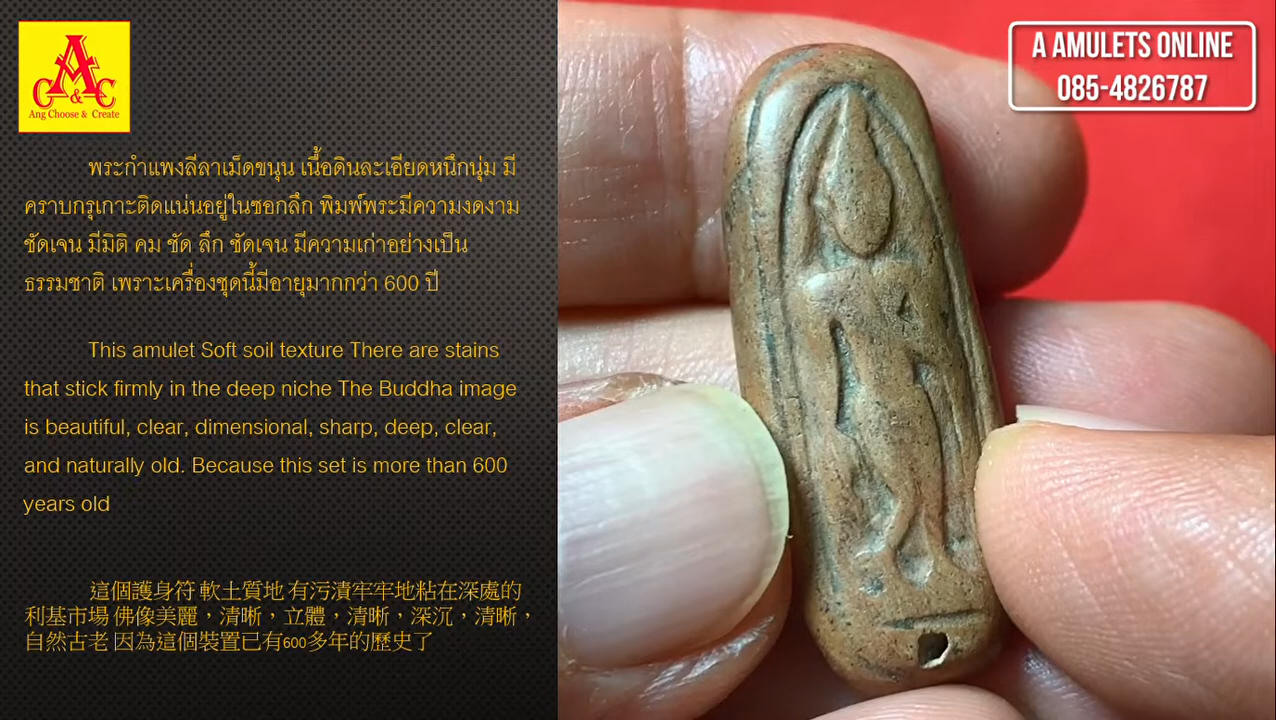 A
C & C
Ang Choose & Create
A AMULETS ONLINE
085-4826787
พระกำแพงลีลาเม็ดขนุน เนื้อดินละเอียดหนึกนุ่ม มี
คราบกรุเกาะติดแน่นอยู่ในซอกลึก พิมพ์พระมีความงดงาม
ชัดเจน มีมิติ คม ชัด ลึก ชัดเจน มีความเก่าอย่างเป็น
ธรรมชาติ เพราะเครื่องชุดนี้มีอายุมากกว่า 600 ปี
This amulet Soft soil texture There are stains
that stick firmly in the deep niche The Buddha image
is beautiful, clear, dimensional, sharp, deep, clear,
and naturally old. Because this set is more than 600
years old
這個護身符 軟土質地 有污漬牢牢地粘在深處的
利基市場 佛像美麗，清晰，立體，清晰，深沉，清晰，
自然古老 因為這個裝置已有600多年的歷史了